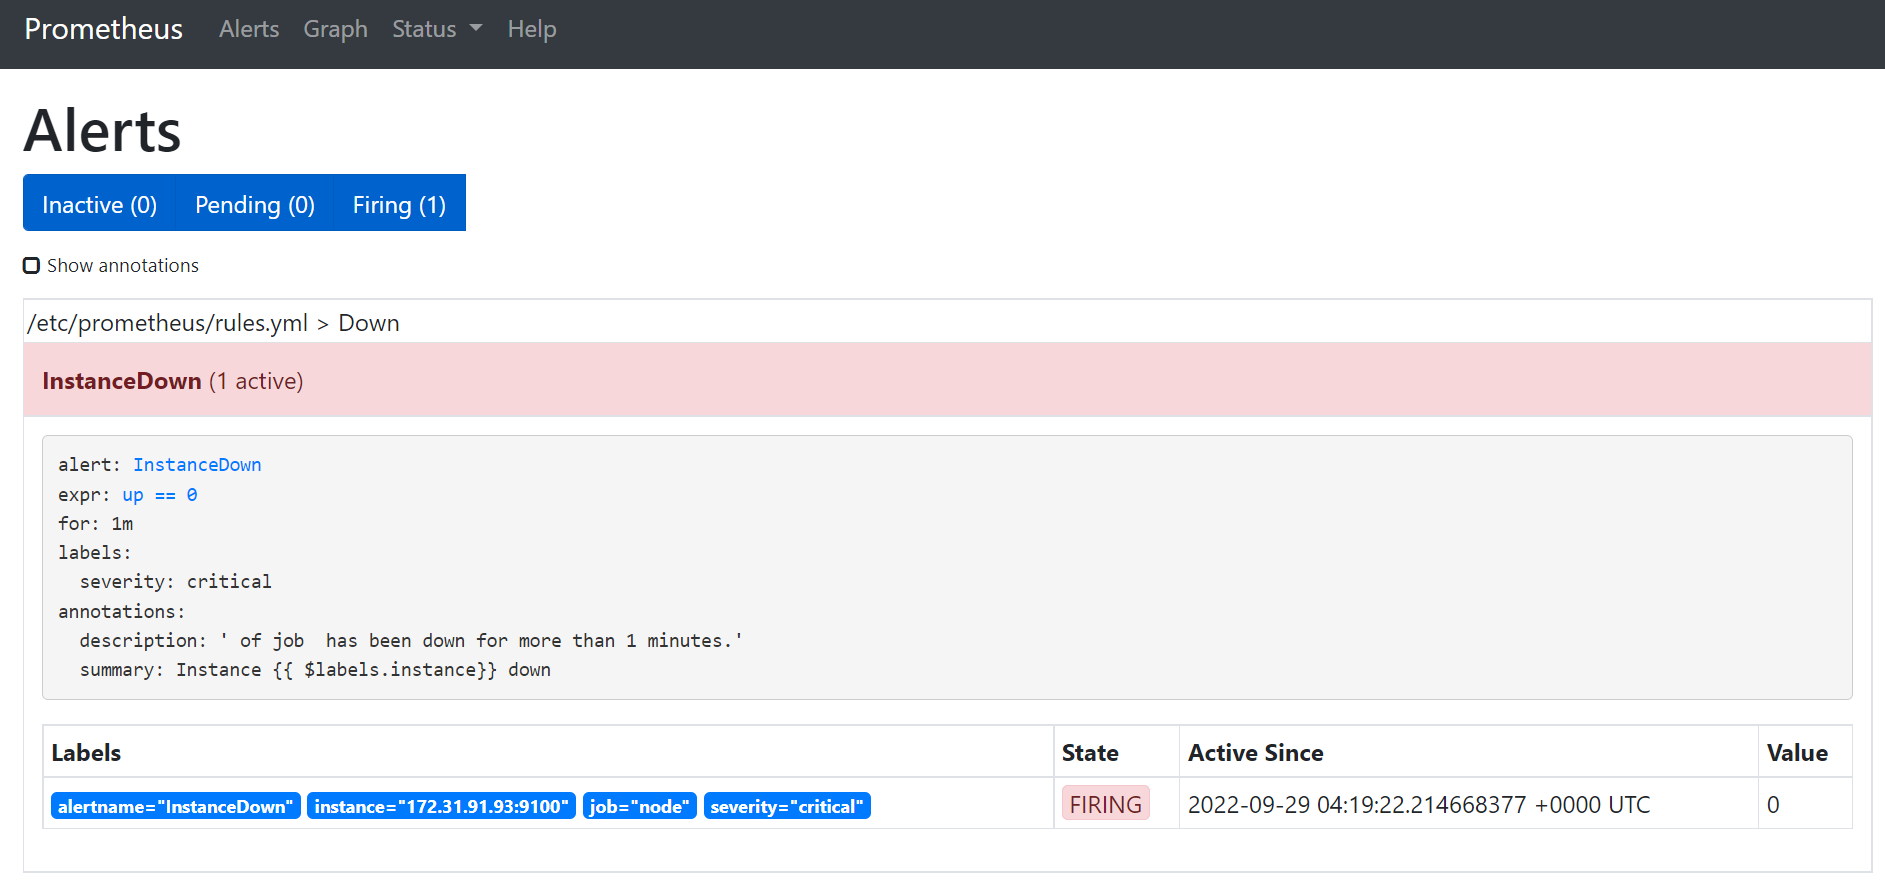 Prometheus Alerts Graph Status Help
Alerts
Inactive (0) Pending (0) Firing (1)
Show annotations
/etc/prometheus/rules.yml > Down
InstanceDown (1 active)
alert: InstanceDown
expr: up == 0
for: 1m
labels:
  severity: critical
annotations:
  description: ' of job  has been down for more than 1 minutes.'
  summary: Instance {{ $labels.instance}} down
Labels State Active Since Value
alertname="InstanceDown" instance="172.31.91.93:9100" job="node" severity="critical" FIRING 2022-09-29 04:19:22.214668377 +0000 UTC 0